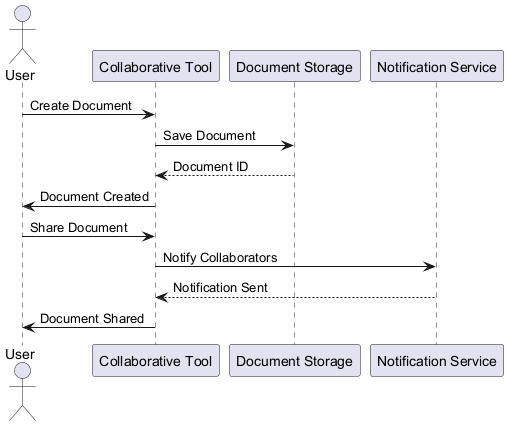 User
Collaborative Tool
Document Storage
Notification Service
Create Document
Save Document
Document ID
Document Created
Share Document
Notify Collaborators
Notification Sent
Document Shared
User
Collaborative Tool
Document Storage
Notification Service